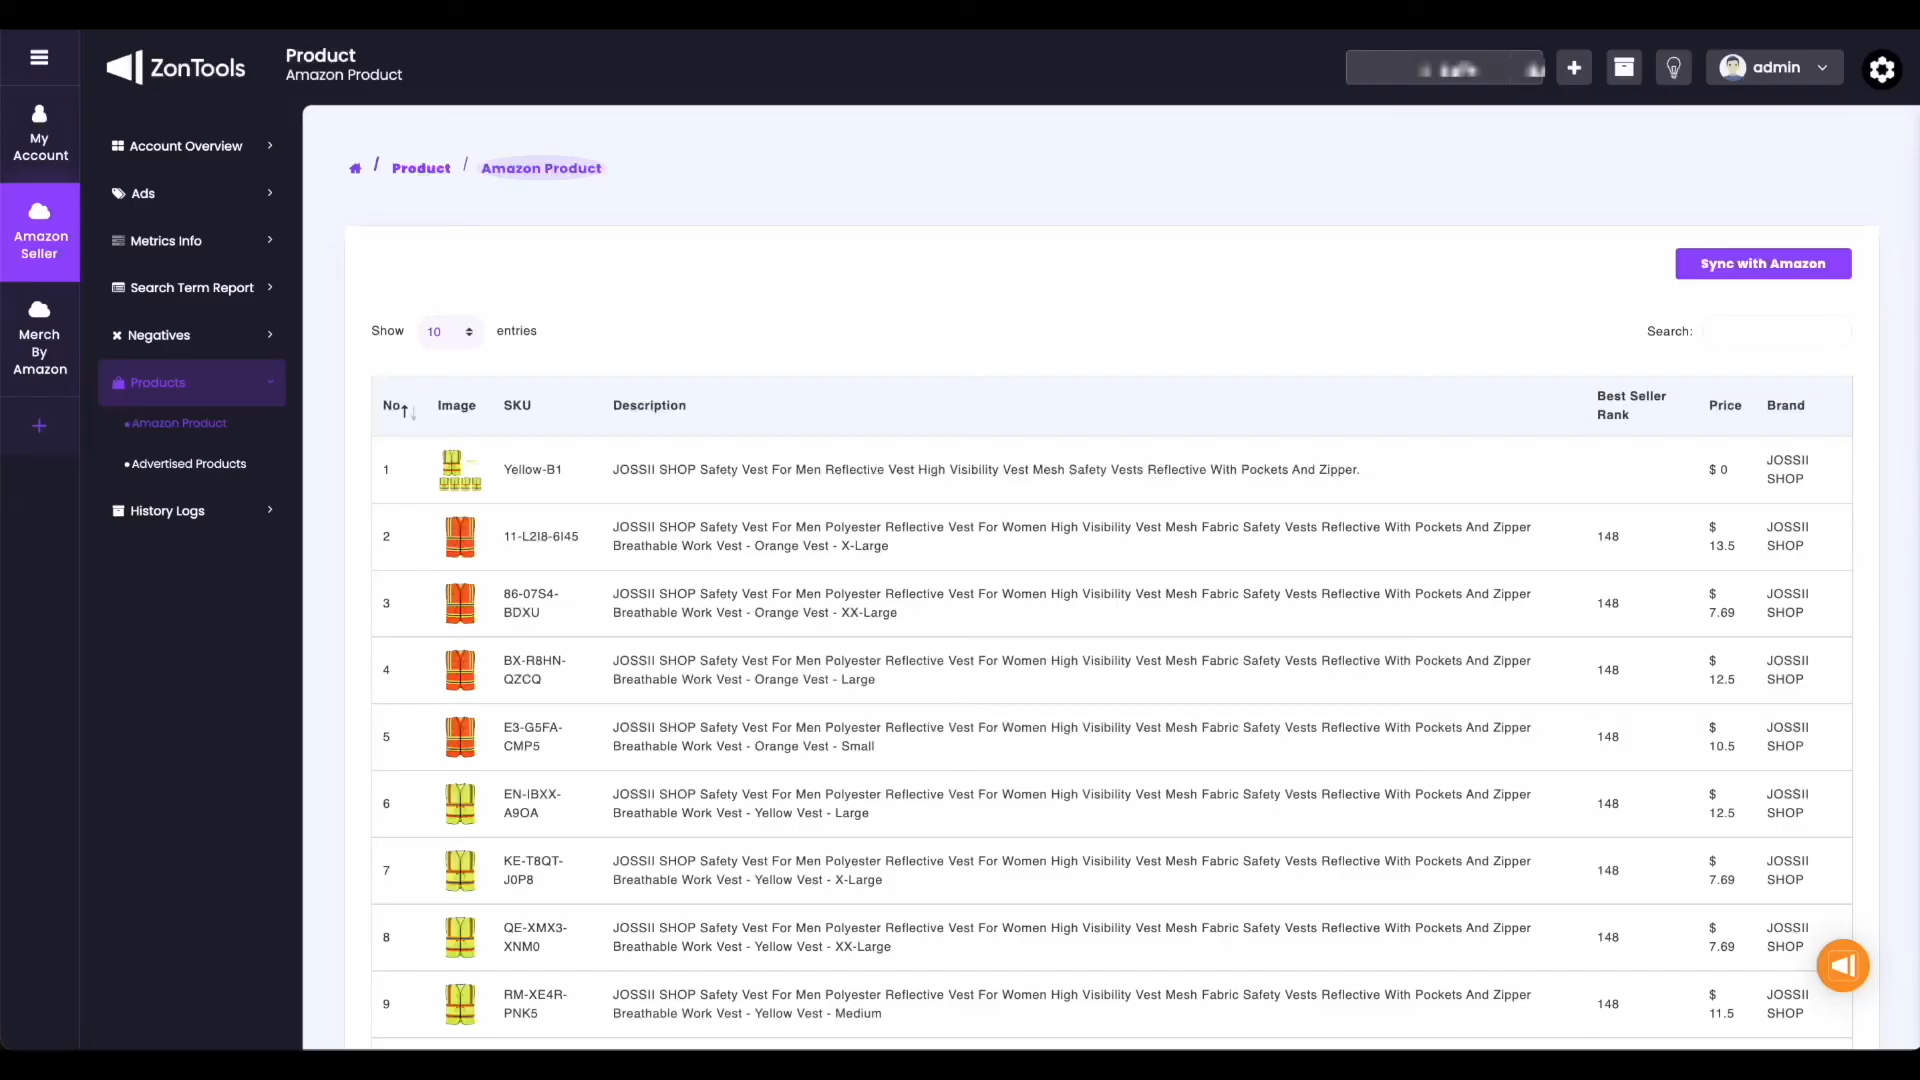 ZonTools
Product
Amazon Product
admin
My
Account
Amazon
Seller
Merch
By
Amazon
Account Overview
Ads
Metrics Info
Search Term Report
Negatives
Products
Amazon Product
Advertised Products
History Logs
/ Product / Amazon Product
Sync with Amazon
Show 10 entries
Search:
No Image SKU Description Best Seller Rank Price Brand
1 Yellow-B1 JOSSII SHOP Safety Vest For Men Reflective Vest High Visibility Vest Mesh Safety Vests Reflective With Pockets And Zipper. $ 0 JOSSII SHOP
2 11-L2I8-6I45 JOSSII SHOP Safety Vest For Men Polyester Reflective Vest For Women High Visibility Vest Mesh Fabric Safety Vests Reflective With Pockets And Zipper
Breathable Work Vest - Orange Vest - X-Large 148 $ 13.5 JOSSII SHOP
3 86-07S4-BDXU JOSSII SHOP Safety Vest For Men Polyester Reflective Vest For Women High Visibility Vest Mesh Fabric Safety Vests Reflective With Pockets And Zipper
Breathable Work Vest - Orange Vest - XX-Large 148 $ 7.69 JOSSII SHOP
4 BX-R8HN-QZCQ JOSSII SHOP Safety Vest For Men Polyester Reflective Vest For Women High Visibility Vest Mesh Fabric Safety Vests Reflective With Pockets And Zipper
Breathable Work Vest - Orange Vest - Large 148 $ 12.5 JOSSII SHOP
5 E3-G5FA-CMP5 JOSSII SHOP Safety Vest For Men Polyester Reflective Vest For Women High Visibility Vest Mesh Fabric Safety Vests Reflective With Pockets And Zipper
Breathable Work Vest - Orange Vest - Small 148 $ 10.5 JOSSII SHOP
6 EN-IBXX-A9OA JOSSII SHOP Safety Vest For Men Polyester Reflective Vest For Women High Visibility Vest Mesh Fabric Safety Vests Reflective With Pockets And Zipper
Breathable Work Vest - Yellow Vest - Large 148 $ 12.5 JOSSII SHOP
7 KE-T8QT-J0P8 JOSSII SHOP Safety Vest For Men Polyester Reflective Vest For Women High Visibility Vest Mesh Fabric Safety Vests Reflective With Pockets And Zipper
Breathable Work Vest - Yellow Vest - X-Large 148 $ 7.69 JOSSII SHOP
8 QE-XMX3-XNM0 JOSSII SHOP Safety Vest For Men Polyester Reflective Vest For Women High Visibility Vest Mesh Fabric Safety Vests Reflective With Pockets And Zipper
Breathable Work Vest - Yellow Vest - XX-Large 148 $ 7.69 JOSSII SHOP
9 RM-XE4R-PNK5 JOSSII SHOP Safety Vest For Men Polyester Reflective Vest For Women High Visibility Vest Mesh Fabric Safety Vests Reflective With Pockets And Zipper
Breathable Work Vest - Yellow Vest - Medium 148 $ 11.5 JOSSII SHOP